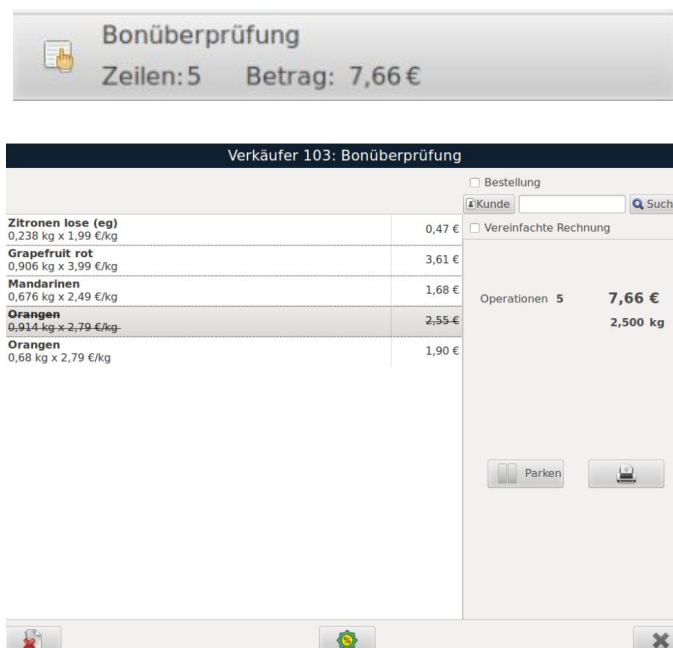 Bonüberprüfung
Zeilen: 5 Betrag: 7,66 €
Verkäufer 103: Bonüberprüfung
Bestellung
Kunde Such
Zitronen lose (eg)
0,238 kg x 1,99 €/kg 0,47 €
Vereinfachte Rechnung
Grapefruit rot
0,906 kg x 3,99 €/kg 3,61 €
Mandarinen
0,676 kg x 2,49 €/kg 1,68 €
Operationen 5 7,66 €
Orangen
0,914 kg x 2,79 €/kg 2,55 €
2,500 kg
Orangen
0,68 kg x 2,79 €/kg 1,90 €
Parken